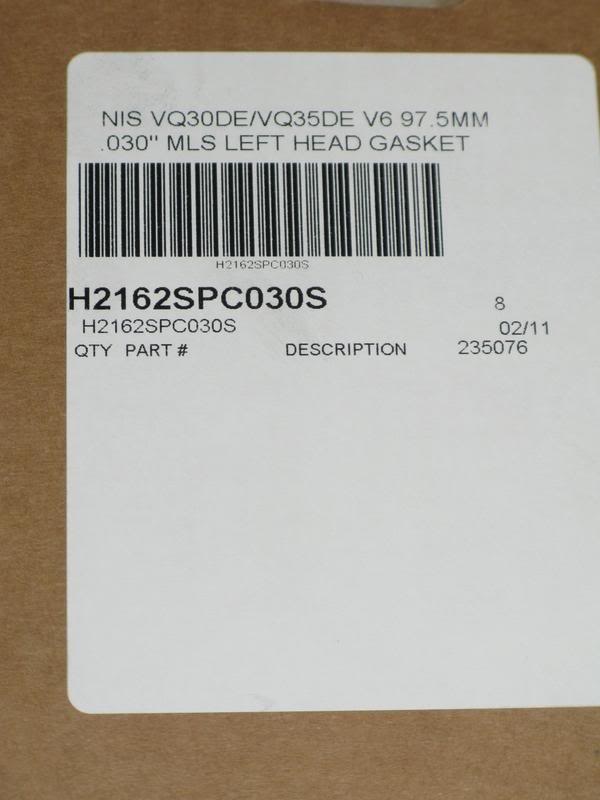 NIS VQ30DE/VQ35DE V6 97.5MM
.030" MLS LEFT HEAD GASKET
H2162SPC030S
H2162SPC030S 8
H2162SPC030S 02/11
QTY PART # DESCRIPTION 235076